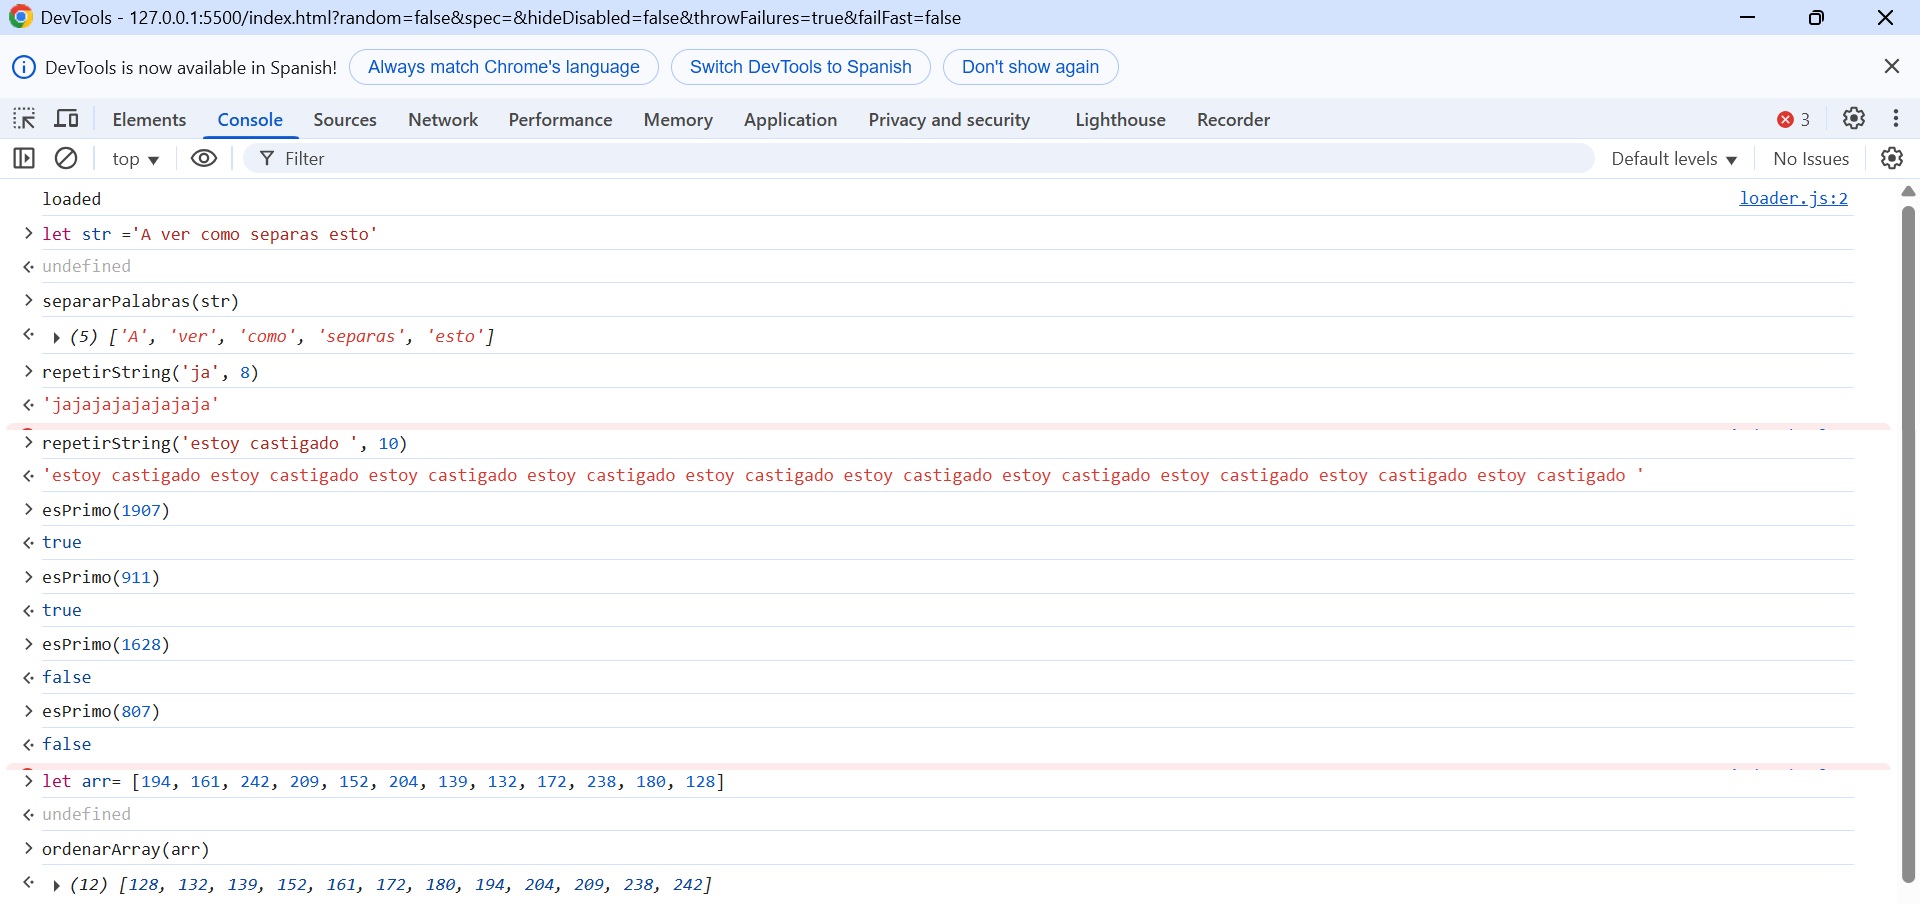 DevTools - 127.0.0.1:5500/index.html?random=false&spec=&hideDisabled=false&throwFailures=true&failFast=false
DevTools is now available in Spanish! Always match Chrome's language Switch DevTools to Spanish Don't show again
Elements Console Sources Network Performance Memory Application Privacy and security Lighthouse Recorder 3
top Filter Default levels No Issues
loaded loader.js:2
> let str ='A ver como separas esto'
undefined
> separarPalabras(str)
(5) ['A', 'ver', 'como', 'separas', 'esto']
> repetirString('ja', 8)
'jajajajajajajaja'
> repetirString('estoy castigado ', 10)
'estoy castigado estoy castigado estoy castigado estoy castigado estoy castigado estoy castigado estoy castigado estoy castigado estoy castigado estoy castigado '
> esPrimo(1907)
true
> esPrimo(911)
true
> esPrimo(1628)
false
> esPrimo(807)
false
> let arr= [194, 161, 242, 209, 152, 204, 139, 132, 172, 238, 180, 128]
undefined
> ordenarArray(arr)
(12) [128, 132, 139, 152, 161, 172, 180, 194, 204, 209, 238, 242]